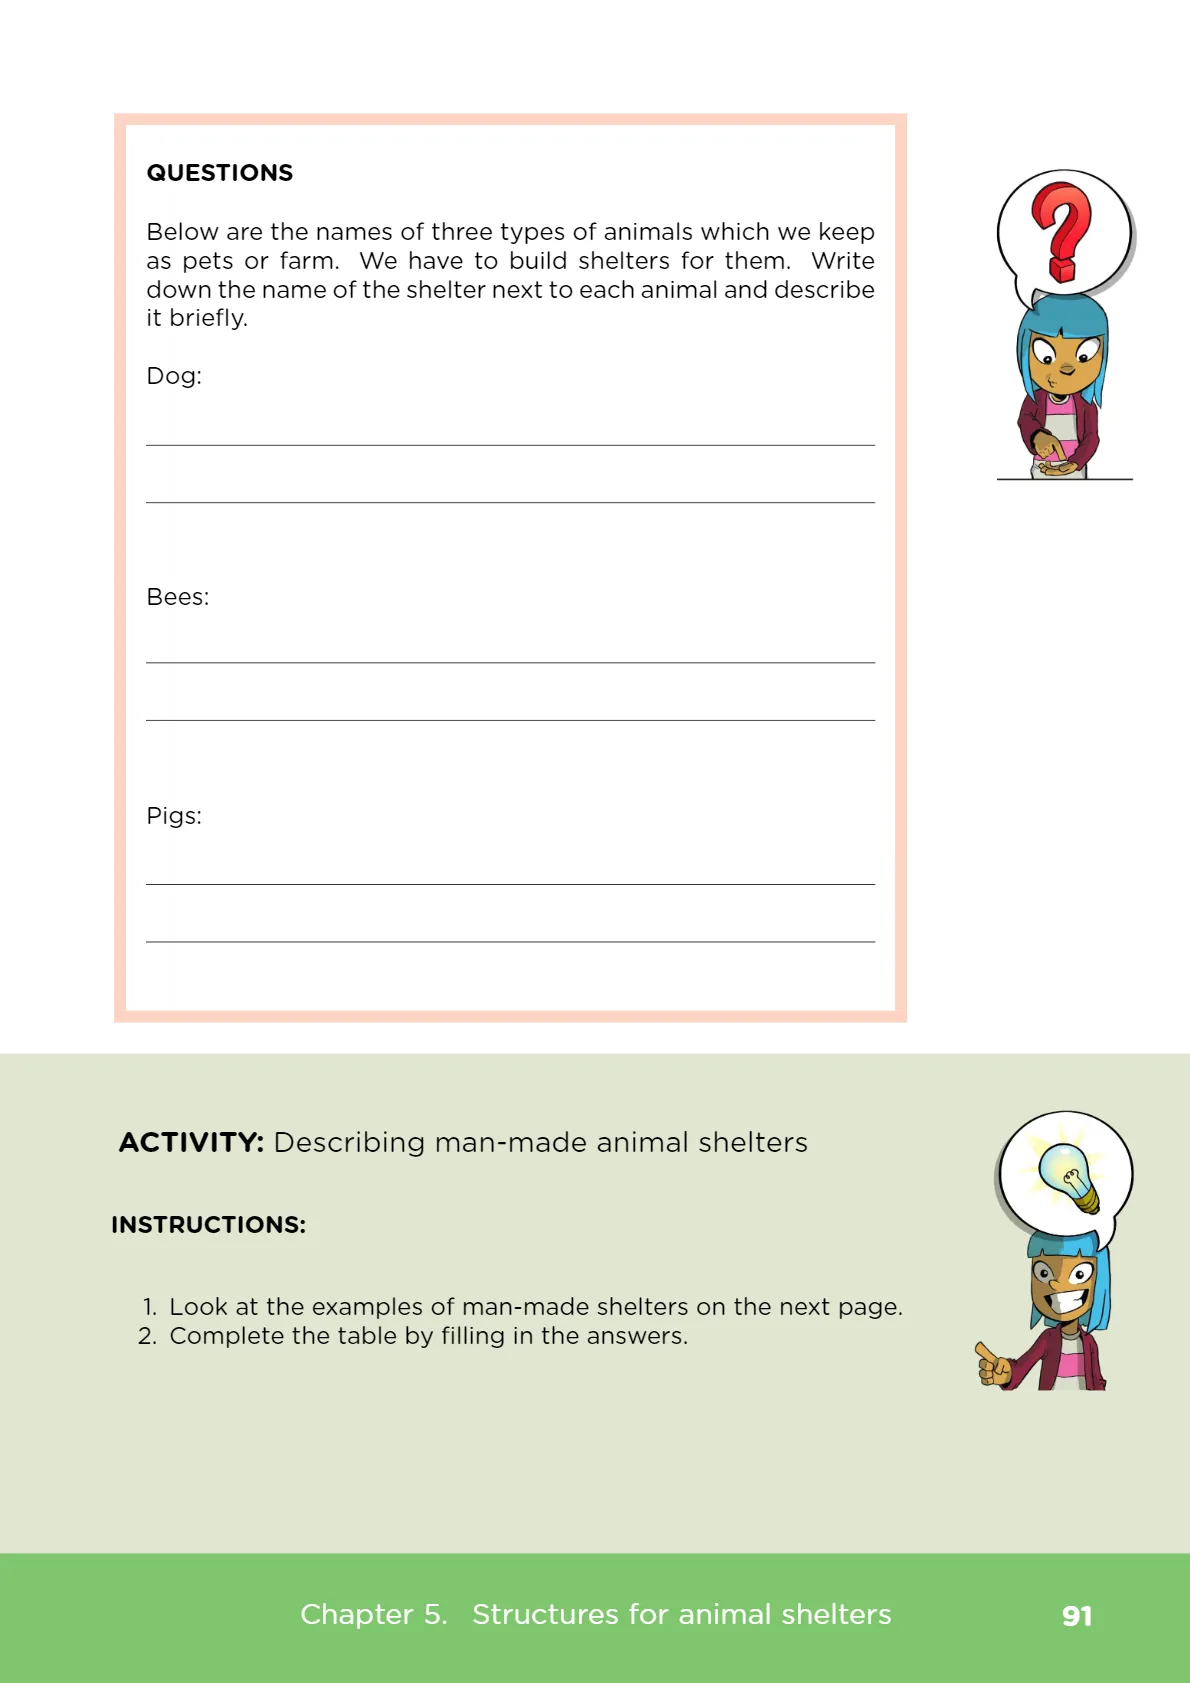 QUESTIONS
Below are the names of three types of animals which we keep
as pets or farm. We have to build shelters for them. Write
down the name of the shelter next to each animal and describe
it briefly.
Dog:
Bees:
Pigs:
ACTIVITY: Describing man-made animal shelters
INSTRUCTIONS:
1. Look at the examples of man-made shelters on the next page.
2. Complete the table by filling in the answers.
Chapter 5. Structures for animal shelters 91